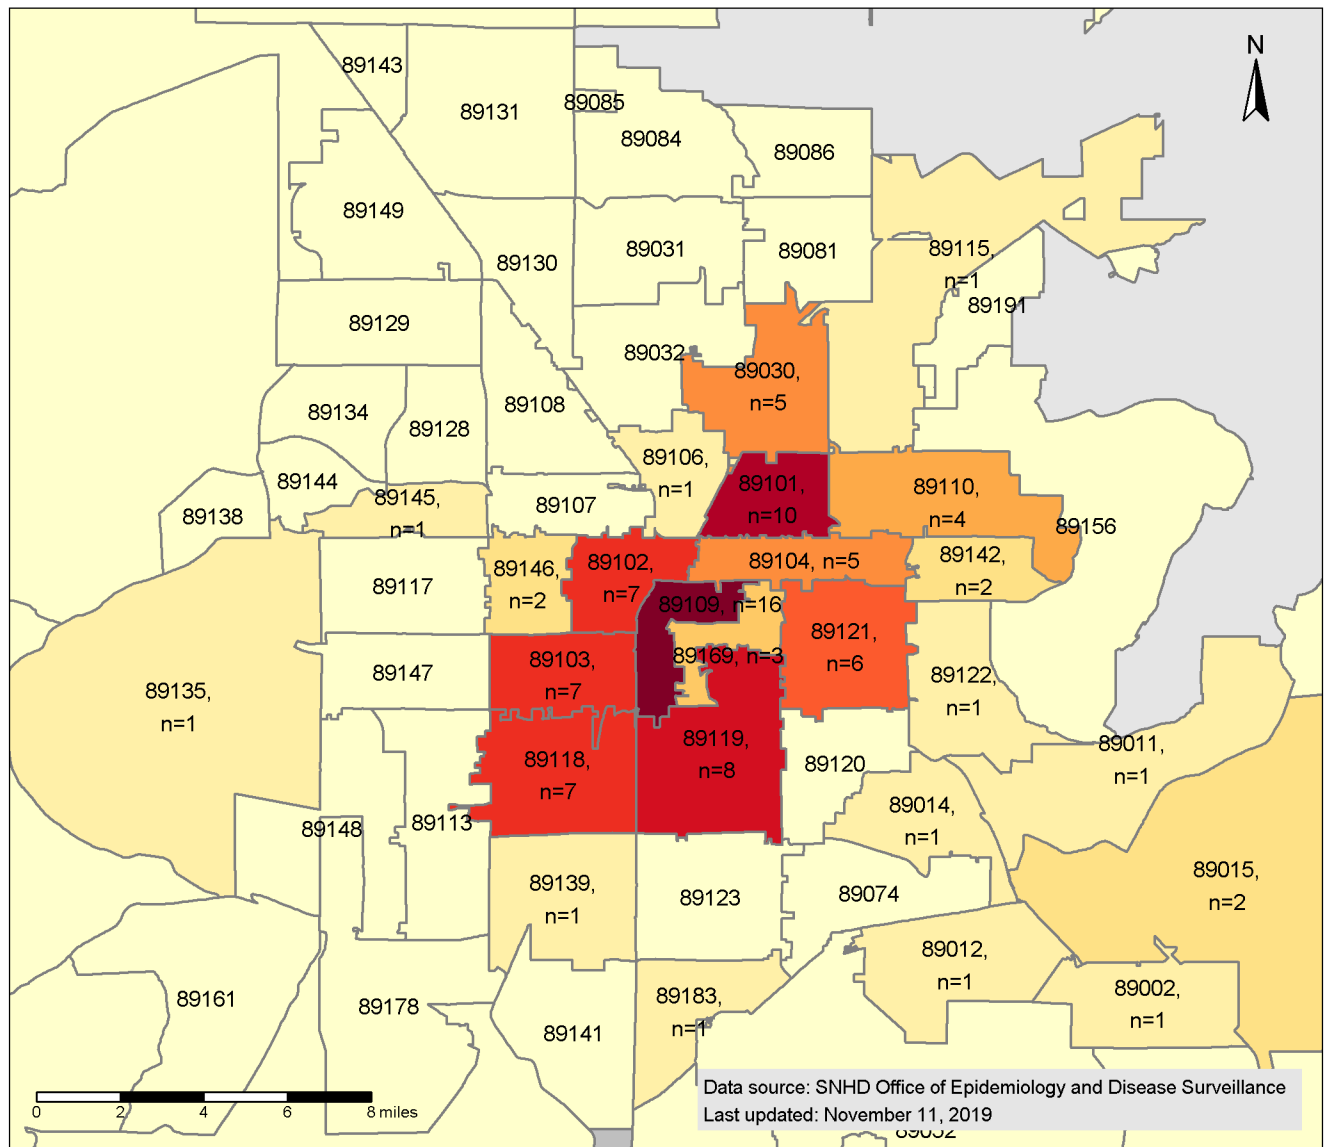 N
89143
89085
89131
89084
89086
89149
89031
89081
89115,
n=1
89130
89191
89129
89032
89030,
n=5
89134
89108
89128
89106,
n=1
89144
89101,
n=10
89110,
n=4
89145,
n=1
89107
89138
89156
89142,
n=2
89104, n=5
89102,
n=7
89146,
n=2
89117
89109, n=16
89121,
n=6
89169, n=3
89103,
n=7
89147
89122,
n=1
89135,
n=1
89119,
n=8
89011,
n=1
89118,
n=7
89120
89014,
n=1
89113
89148
89015,
n=2
89139,
n=1
89123
89074
89012,
n=1
89002,
n=1
89183,
n=1
89161
89178
89141
Data source: SNHD Office of Epidemiology and Disease Surveillance
Last updated: November 11, 2019
0 2 4 6 8 miles
89052